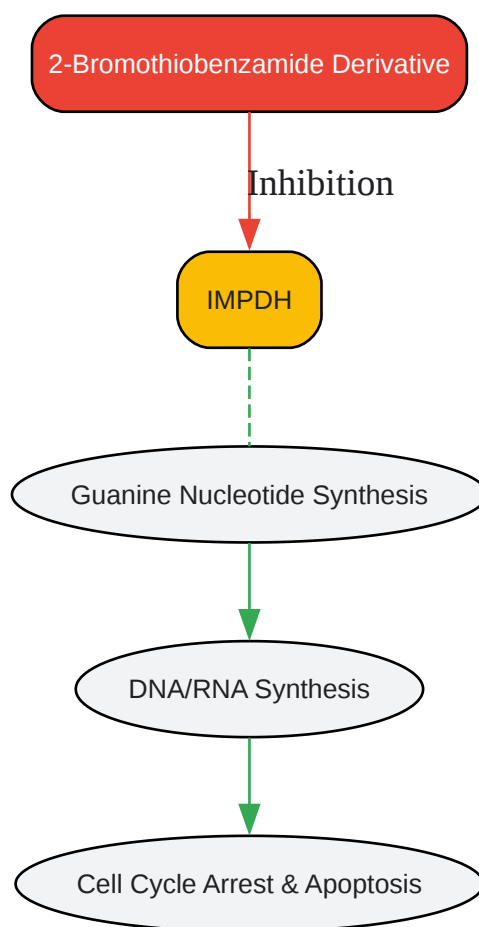 2-Bromothiobenzamide Derivative
Inhibition
IMPDH
Guanine Nucleotide Synthesis
DNA/RNA Synthesis
Cell Cycle Arrest & Apoptosis